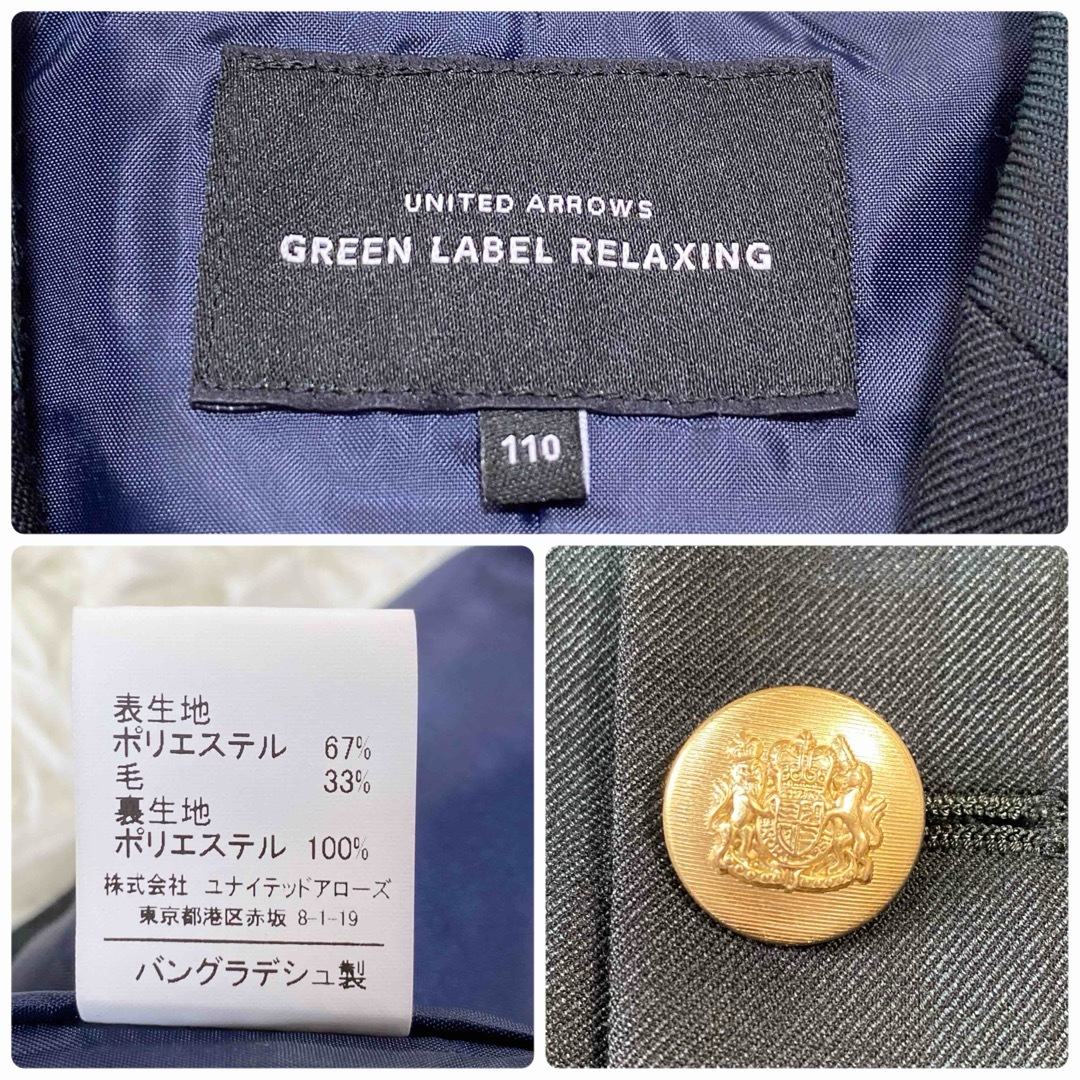 UNITED ARROWS
GREEN LABEL RELAXING
110
表生地
ポリエステル 67%
毛 33%
裏生地
ポリエステル 100%
株式会社 ユナイテッドアローズ
東京都港区赤坂 8-1-19
バングラデシュ製